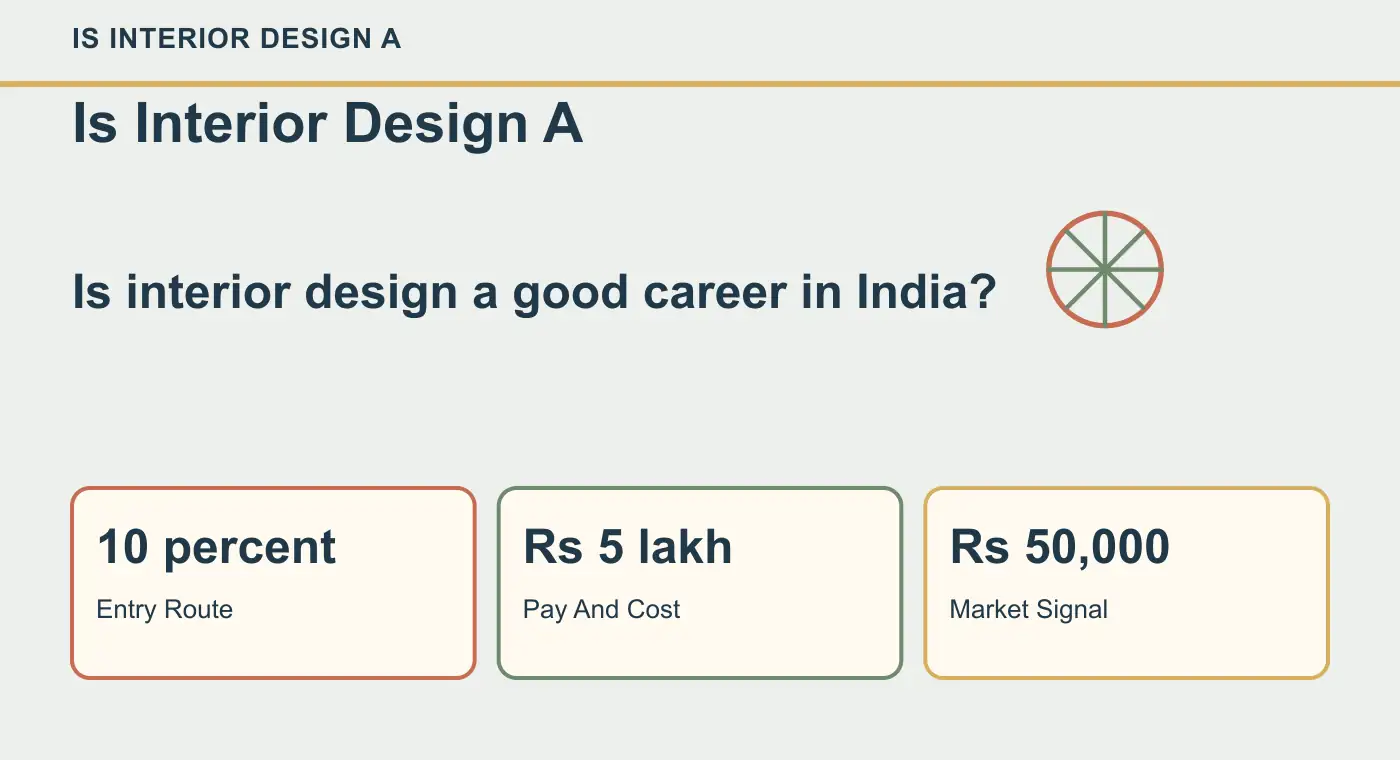 IS INTERIOR DESIGN A
Is Interior Design A
Is interior design a good career in India?
10 percent
Entry Route
Rs 5 lakh
Pay And Cost
Rs 50,000
Market Signal